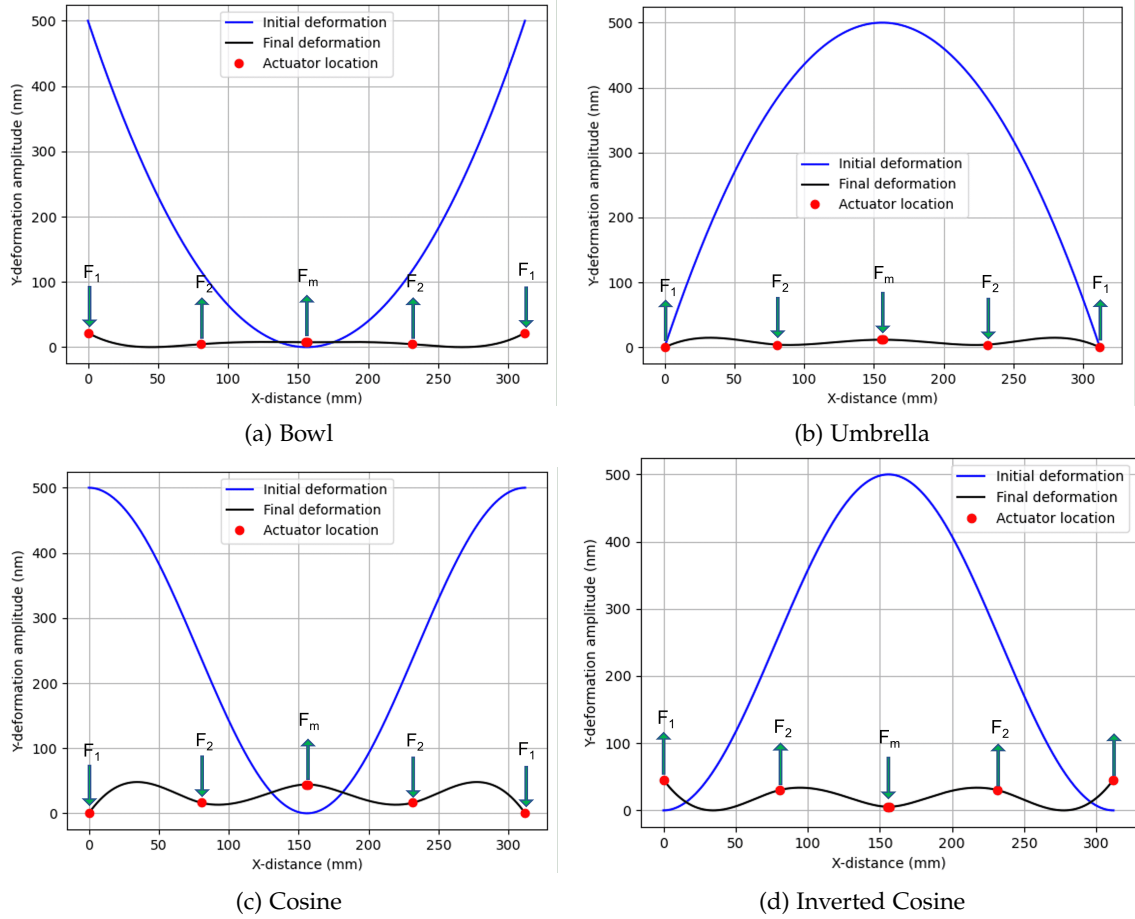 500
400
300
200
100
0
Y-deformation amplitude (nm)
Initial deformation
Final deformation
Actuator location
F1
F2
Fm
F2
F1
0 50 100 150 200 250 300
X-distance (mm)
(a) Bowl
500
400
300
200
100
0
Y-deformation amplitude (nm)
Initial deformation
Final deformation
Actuator location
F1
F2
Fm
F2
F1
0 50 100 150 200 250 300
X-distance (mm)
(b) Umbrella
500
400
300
200
100
0
Y-deformation amplitude (nm)
Initial deformation
Final deformation
Actuator location
F1
F2
Fm
F2
F1
0 50 100 150 200 250 300
X-distance (mm)
(c) Cosine
500
400
300
200
100
0
Y-deformation amplitude (nm)
Initial deformation
Final deformation
Actuator location
F1
F2
Fm
F2
0 50 100 150 200 250 300
X-distance (mm)
(d) Inverted Cosine